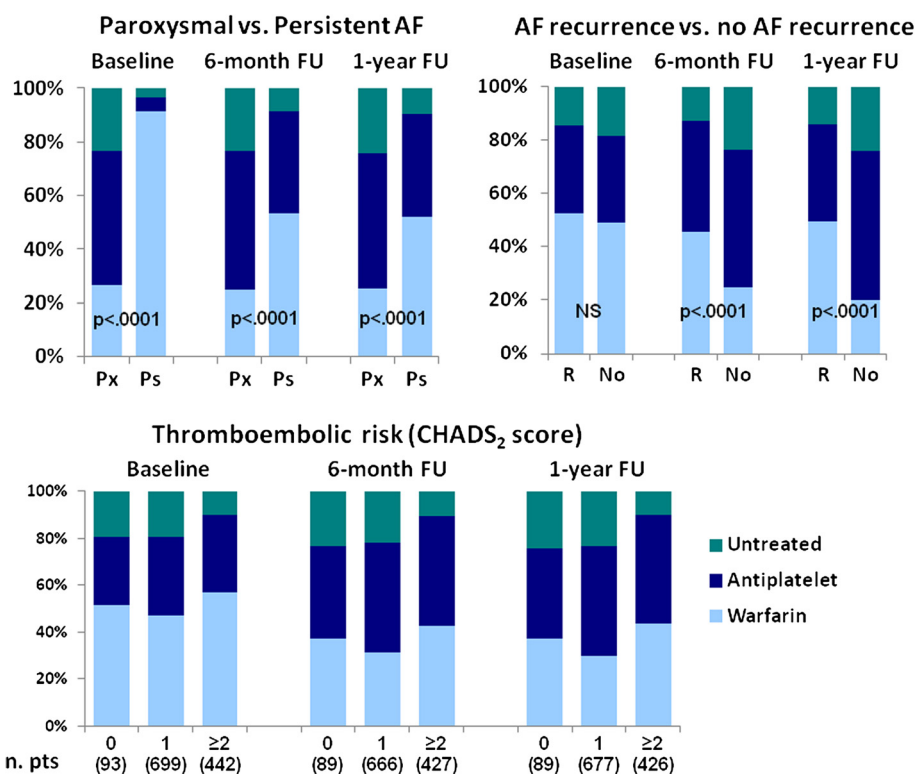 Paroxysmal vs. Persistent AF
Baseline 6-month FU 1-year FU
100%
80%
60%
40%
20%
0%
p<.0001 p<.0001 p<.0001
Px Ps Px Ps Px Ps
AF recurrence vs. no AF recurrence
Baseline 6-month FU 1-year FU
100%
80%
60%
40%
20%
0%
NS p<.0001 p<.0001
R No R No R No
Thromboembolic risk (CHADS₂ score)
Baseline 6-month FU 1-year FU
100%
80%
60%
40%
20%
0%
0 1 ≥2 0 1 ≥2 0 1 ≥2
n. pts (93) (699) (442) (89) (666) (427) (89) (677) (426)
Untreated
Antiplatelet
Warfarin